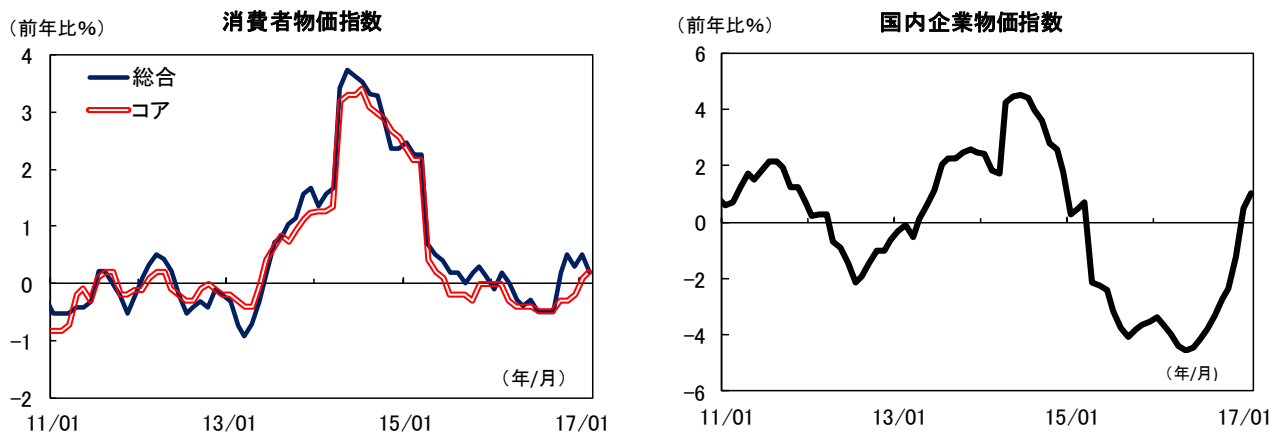 消費者物価指数
（前年比％）
4
3
2
1
0
−1
−2
総合
コア
（年/月）
11/01
13/01
15/01
17/01
国内企業物価指数
（前年比％）
6
4
2
0
−2
−4
−6
（年/月)
11/01
13/01
15/01
17/01